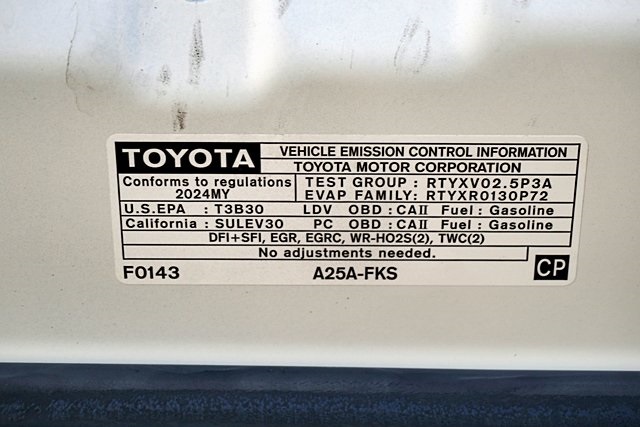 TOYOTA VEHICLE EMISSION CONTROL INFORMATION
TOYOTA MOTOR CORPORATION
Conforms to regulations TEST GROUP : RTYXV02.5P3A
2024MY EVAP FAMILY: RTYXR0130P72
U.S.EPA : T3B30 LDV OBD : CAII Fuel : Gasoline
California : SULEV30 PC OBD : CAII Fuel : Gasoline
DFI+SFI, EGR, EGRC, WR-HO2S(2), TWC(2)
No adjustments needed.
F0143 A25A-FKS CP